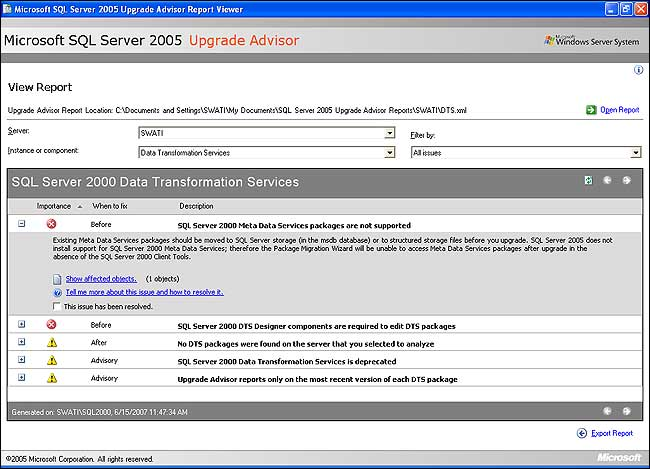 Microsoft SQL Server 2005 Upgrade Advisor Report Viewer
Microsoft SQL Server 2005 Upgrade Advisor
Microsoft
Windows Server System
View Report
Upgrade Advisor Report Location: C:\Documents and Settings\SWATI\My Documents\SQL Server 2005 Upgrade Advisor Reports\SWATI\DTS.xml
Open Report
Server:
SWATI
Filter by:
Instance or component:
Data Transformation Services
All issues
SQL Server 2000 Data Transformation Services
Importance When to fix Description
Before SQL Server 2000 Meta Data Services packages are not supported
Existing Meta Data Services packages should be moved to SQL Server storage (in the msdb database) or to structured storage files before you upgrade. SQL Server 2005 does not
install support for SQL Server 2000 Meta Data Services; therefore the Package Migration Wizard will be unable to access Meta Data Services packages after upgrade in the
absence of the SQL Server 2000 Client Tools.
Show affected objects. (1 objects)
Tell me more about this issue and how to resolve it.
This issue has been resolved.
Before SQL Server 2000 DTS Designer components are required to edit DTS packages
After No DTS packages were found on the server that you selected to analyze
Advisory SQL Server 2000 Data Transformation Services is deprecated
Advisory Upgrade Advisor reports only on the most recent version of each DTS package
Generated on: SWATI\SQL2000, 6/15/2007 11:47:34 AM
Export Report
©2005 Microsoft Corporation. All rights reserved.
Microsoft